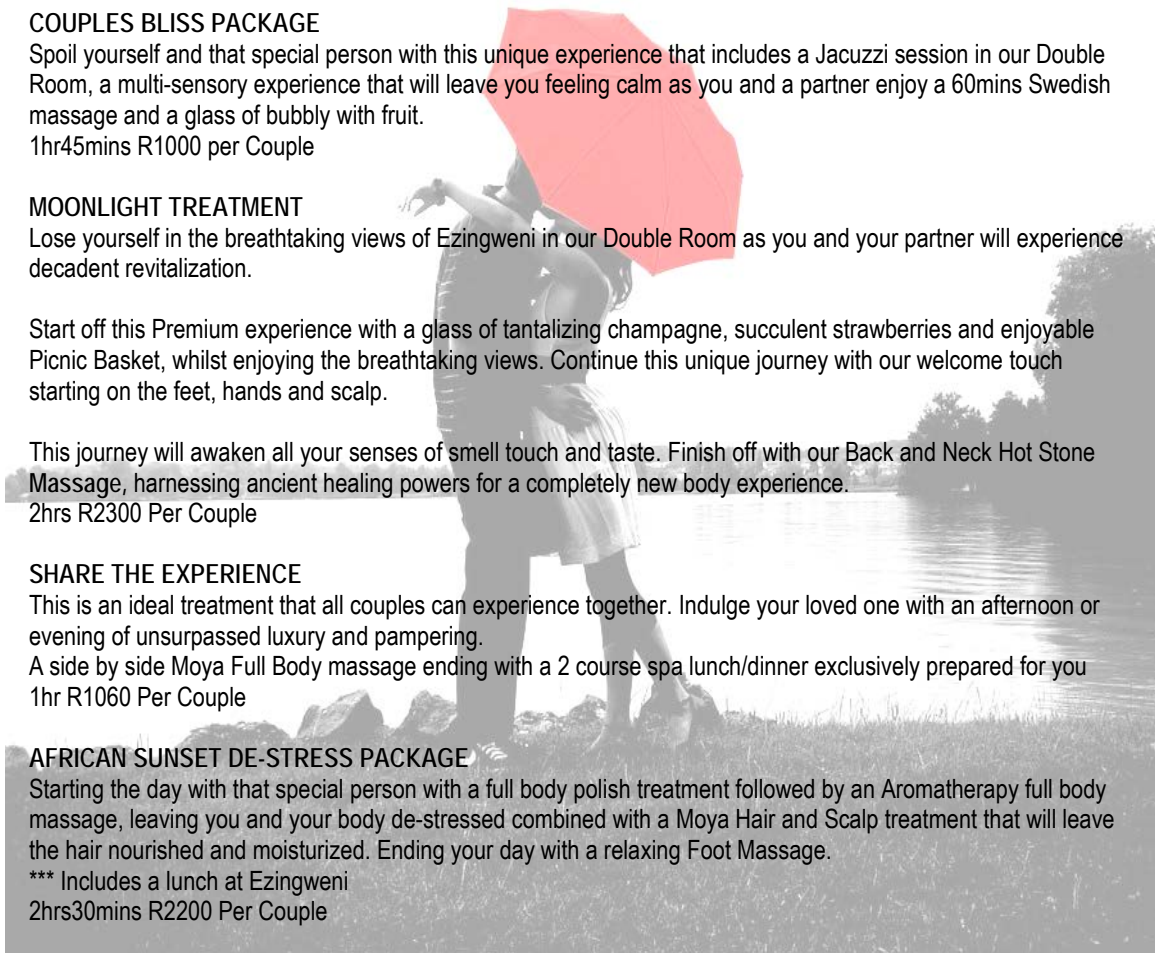 COUPLES BLISS PACKAGE
Spoil yourself and that special person with this unique experience that includes a Jacuzzi session in our Double
Room, a multi-sensory experience that will leave you feeling calm as you and a partner enjoy a 60mins Swedish
massage and a glass of bubbly with fruit.
1hr45mins R1000 per Couple
MOONLIGHT TREATMENT
Lose yourself in the breathtaking views of Ezingweni in our Double Room as you and your partner will experience
decadent revitalization.
Start off this Premium experience with a glass of tantalizing champagne, succulent strawberries and enjoyable
Picnic Basket, whilst enjoying the breathtaking views. Continue this unique journey with our welcome touch
starting on the feet, hands and scalp.
This journey will awaken all your senses of smell touch and taste. Finish off with our Back and Neck Hot Stone
Massage, harnessing ancient healing powers for a completely new body experience.
2hrs R2300 Per Couple
SHARE THE EXPERIENCE
This is an ideal treatment that all couples can experience together. Indulge your loved one with an afternoon or
evening of unsurpassed luxury and pampering.
A side by side Moya Full Body massage ending with a 2 course spa lunch/dinner exclusively prepared for you
1hr R1060 Per Couple
AFRICAN SUNSET DE-STRESS PACKAGE
Starting the day with that special person with a full body polish treatment followed by an Aromatherapy full body
massage, leaving you and your body de-stressed combined with a Moya Hair and Scalp treatment that will leave
the hair nourished and moisturized. Ending your day with a relaxing Foot Massage.
*** Includes a lunch at Ezingweni
2hrs30mins R2200 Per Couple